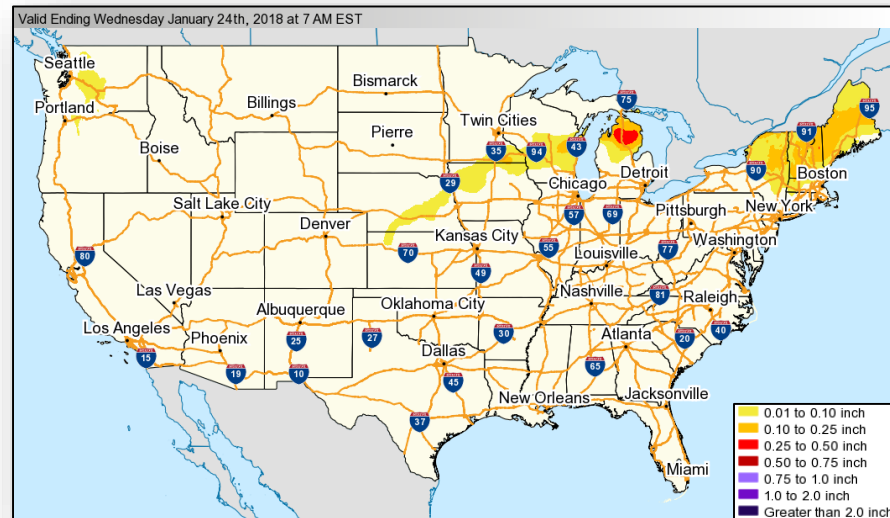 Valid Ending Wednesday January 24th, 2018 at 7 AM EST
Seattle
Portland
Boise
Billings
Bismarck
Pierre
Twin Cities
75
95
91
35
94
43
29
Chicago
Detroit
90
Boston
Salt Lake City
Denver
57
69
Pittsburgh
New York
80
70
Kansas City
55
Louisville
77
Washington
Las Vegas
49
Nashville
81
Raleigh
Los Angeles
Albuquerque
Oklahoma City
Phoenix
25
27
30
Atlanta
20
40
15
19
10
Dallas
45
65
37
New Orleans
Jacksonville
Miami
0.01 to 0.10 inch
0.10 to 0.25 inch
0.25 to 0.50 inch
0.50 to 0.75 inch
0.75 to 1.0 inch
1.0 to 2.0 inch
Greater than 2.0 inch